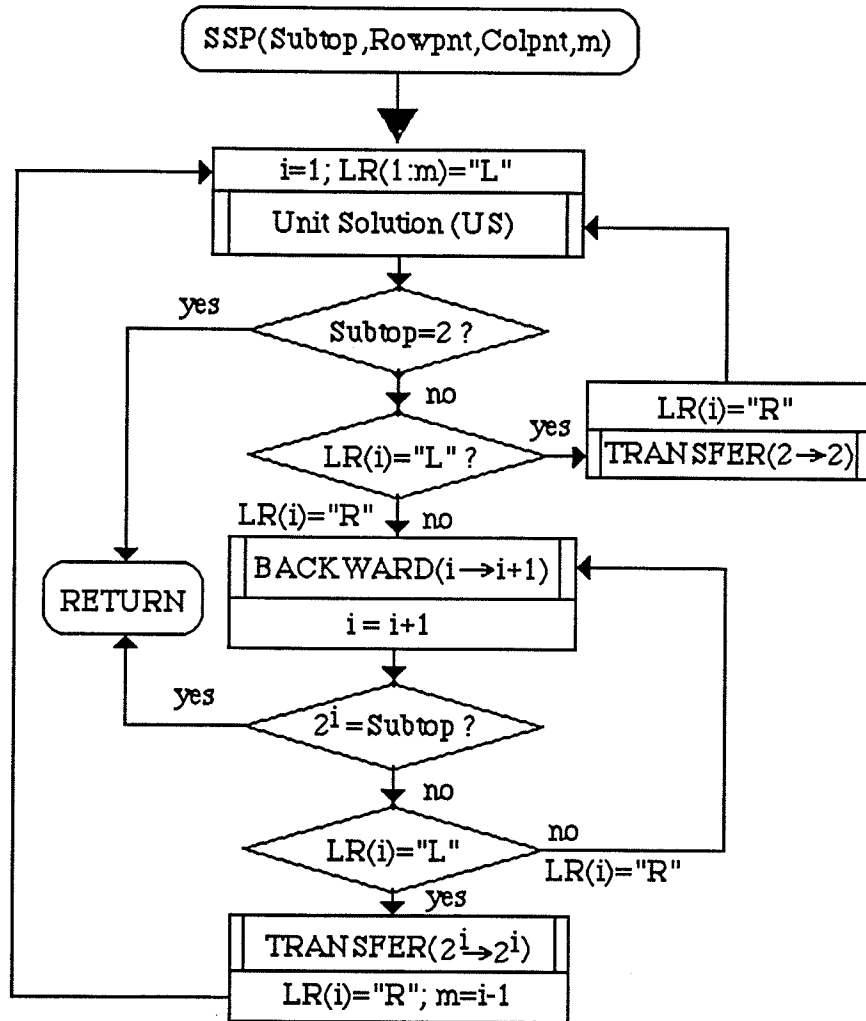 SSP(Subtop,Rowpnt,Colpnt,m)
i=1; LR(1:m)="L"
Unit Solution (US)
yes
Subtop=2 ?
no
LR(i)="R"
TRANSFER(2→2)
yes
LR(i)="L" ?
LR(i)="R"
no
BACKWARD(i→i+1)
i = i+1
RETURN
yes
2^i=Subtop ?
no
LR(i)="L"
no
LR(i)="R"
yes
TRANSFER(2^i→2^i)
LR(i)="R"; m=i-1